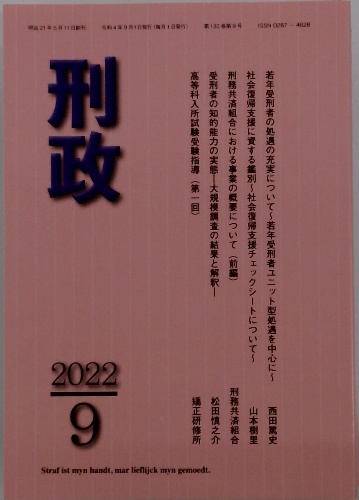 明治21年5月11日創刊 令和4年9月1日発行(毎月1日発行) 第133巻第9号 ISSN 0287-4628
刑政
若年受刑者の処遇の充実について〜若年受刑者ユニット型処遇を中心に〜 西田篤史
社会復帰支援に資する鑑別〜社会復帰支援チェックシートについて〜 山本樹里
刑務共済組合における事業の概要について(前編) 刑務共済組合
受刑者の知的能力の実態―大規模調査の結果と解釈― 松田慎之介
高等科入所試験受験指導(第一回) 矯正研修所
2022
9
Straf ist myn handt, mar lieflijck myn gemoedt.